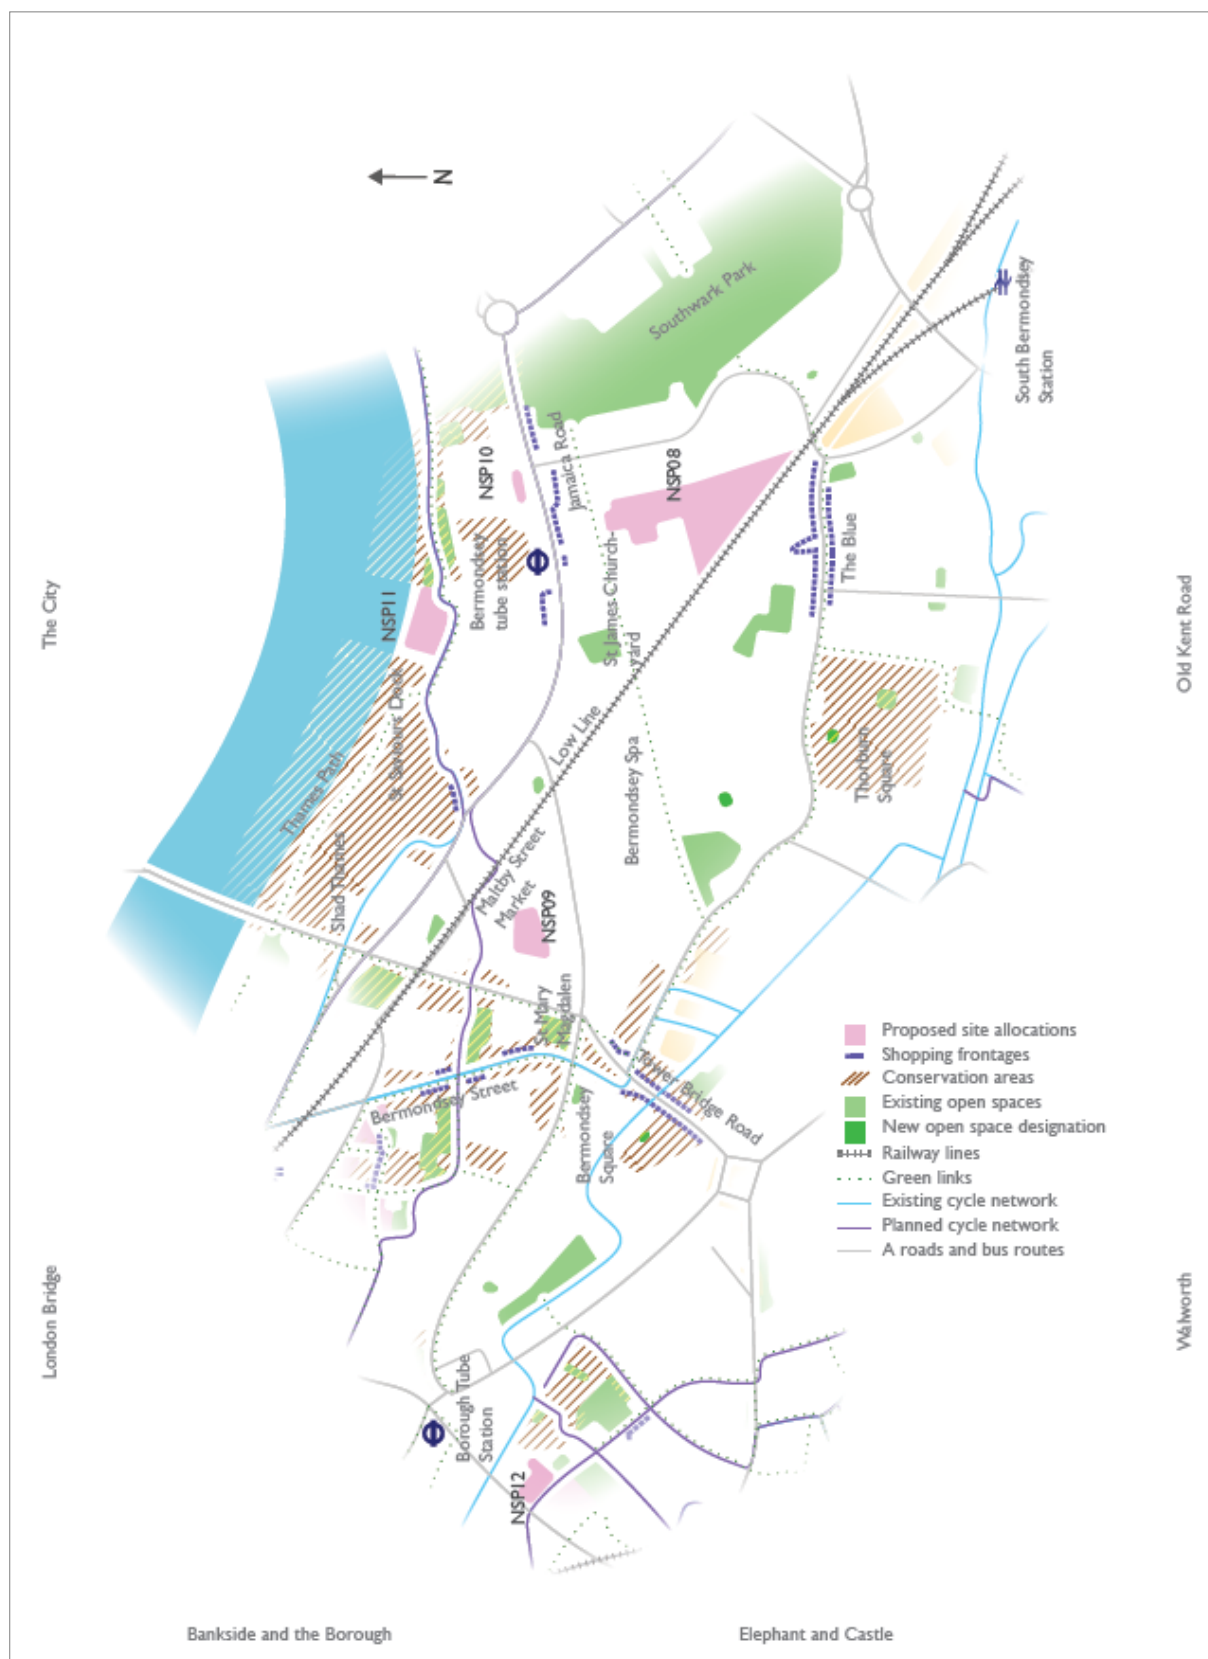 The City
London Bridge
N
NSP11
NSP10
Bermondsey
tube station
Jamaica Road
Southwark Park
NSP08
St James Church-
yard
The Blue
South Bermondsey
Station
Thames Path
St Saviours Dock
Shad Thames
Low Line
Maltby Street
Market
NSP09
Bermondsey Spa
Thorburn
Square
St Mary
Magdalen
Bermondsey Street
Bermondsey
Square
Tower Bridge Road
Borough Tube
Station
NSP12
Old Kent Road
Walworth
Proposed site allocations
Shopping frontages
Conservation areas
Existing open spaces
New open space designation
Railway lines
Green links
Existing cycle network
Planned cycle network
A roads and bus routes
Bankside and the Borough
Elephant and Castle